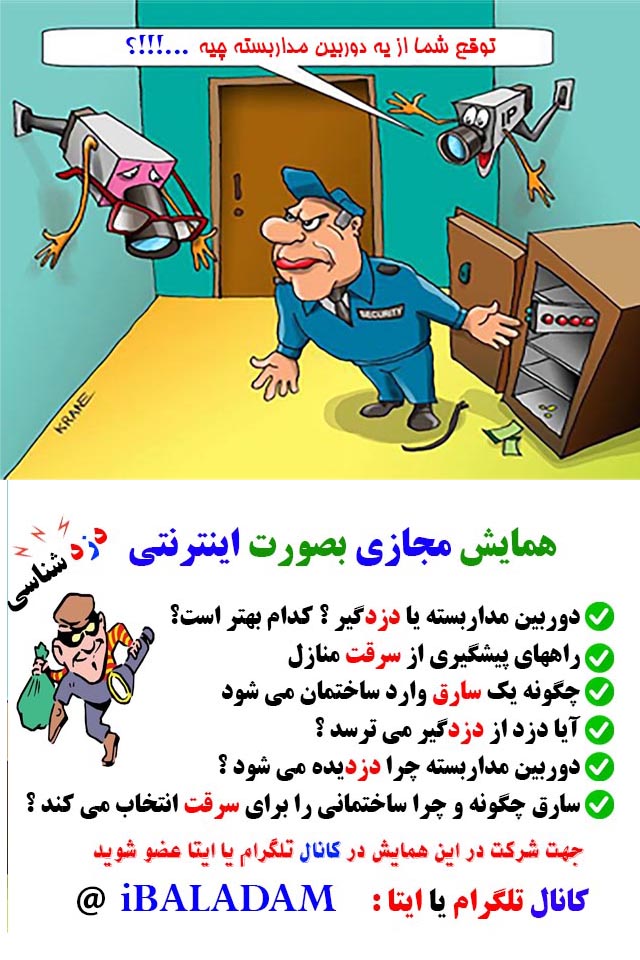 توقع شما از یه دوربین مداربسته چیه ...!!!؟
IP
SECURITY
KRANE
همایش مجازی بصورت اینترنتی
دزد شناسی
دوربین مداربسته یا دزدگیر ؟ کدام بهتر است؟
راههای پیشگیری از سرقت منازل
چگونه یک سارق وارد ساختمان می شود
آیا دزد از دزدگیر می ترسد ؟
دوربین مداربسته چرا دزدیده می شود ؟
سارق چگونه و چرا ساختمانی را برای سرقت انتخاب می کند ؟
جهت شرکت در این همایش در کانال تلگرام یا ایتا عضو شوید
کانال تلگرام یا ایتا : iBALADAM @